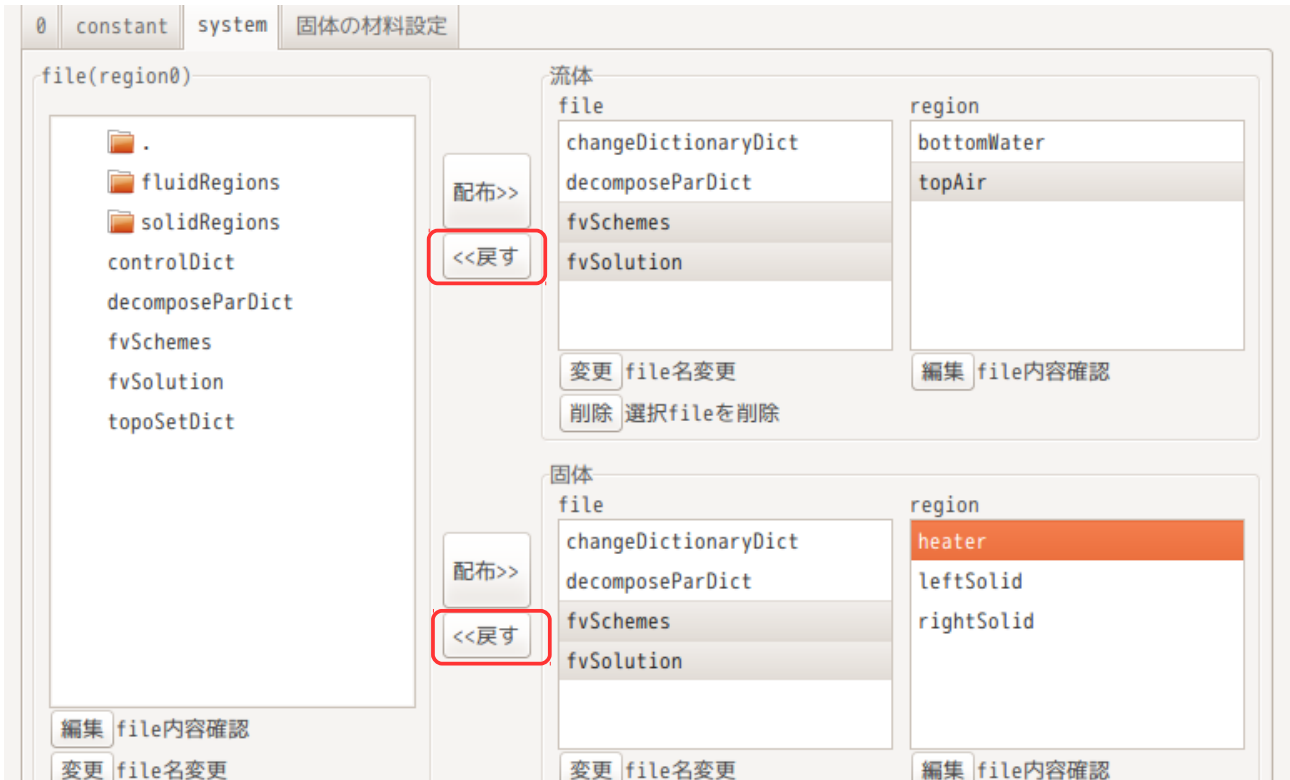 0 constant system 固体の材料設定
file(region0)
.
fluidRegions
solidRegions
controlDict
decomposeParDict
fvSchemes
fvSolution
topoSetDict
編集 file内容確認
変更 file名変更
配布>>
<<戻す
流体
file
changeDictionaryDict
decomposeParDict
fvSchemes
fvSolution
変更 file名変更
削除 選択fileを削除
region
bottomWater
topAir
編集 file内容確認
配布>>
<<戻す
固体
file
changeDictionaryDict
decomposeParDict
fvSchemes
fvSolution
変更 file名変更
region
heater
leftSolid
rightSolid
編集 file内容確認